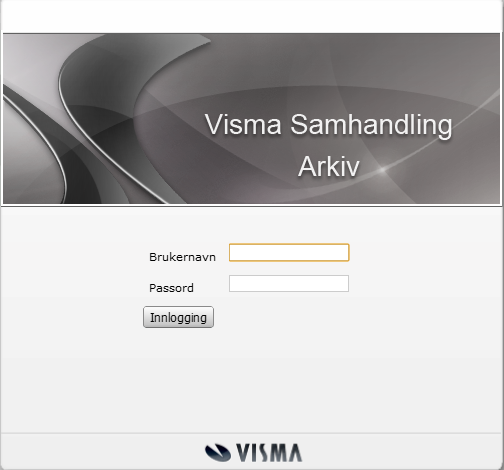 Visma Samhandling
Arkiv
Brukernavn
Passord
Innlogging
VISMA